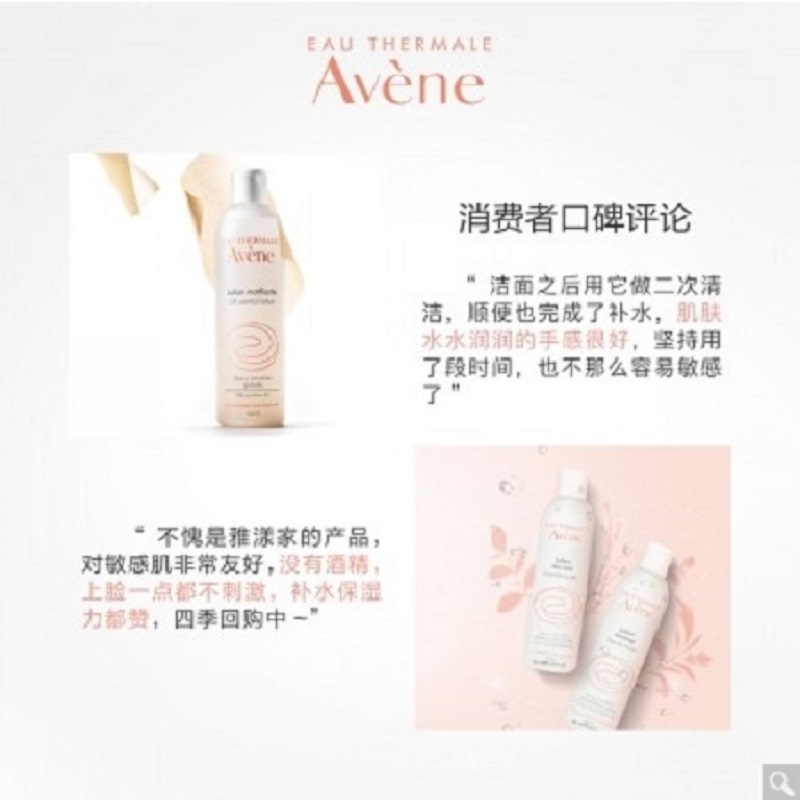 EAU THERMALE
Avène
消费者口碑评论
“ 洁面之后用它做二次清
洁，顺便也完成了补水。肌肤
水水润润的手感很好，坚持用
了段时间，也不那么容易敏感
了 ”
EAU THERMALE
Avène
“ 不愧是雅漾家的产品，
对敏感肌非常友好。没有酒精，
上脸一点都不刺激，补水保湿
力都赞，四季回购中～”
EAU THERMALE
Avène
Avène